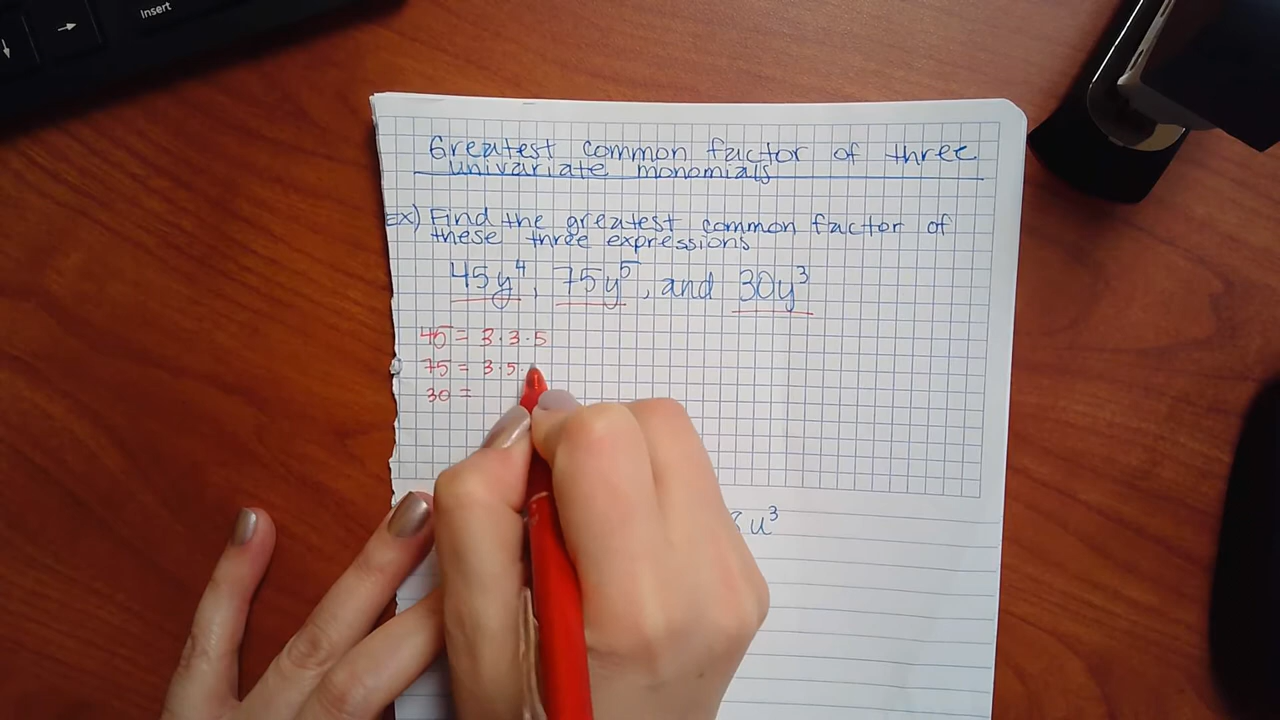 Insert
Greatest common factor of three
univariate monomials
Ex) Find the greatest common factor of
these three expressions
45y⁴, 75y⁵, and 30y³
45 = 3·3·5
75 = 3·5·
30 =
u³